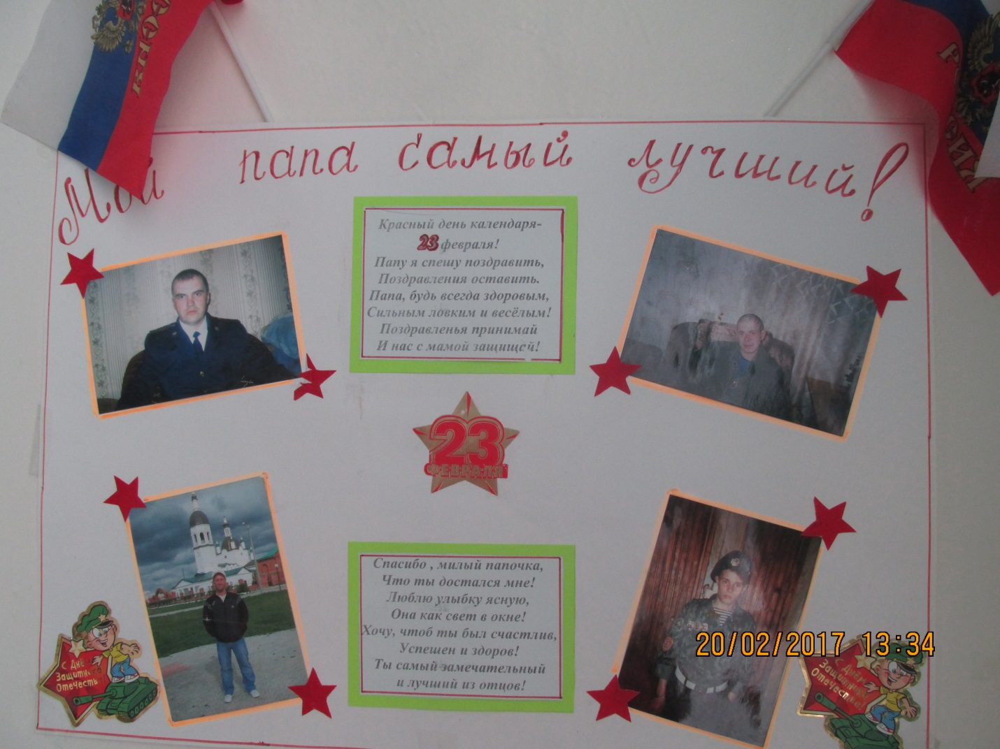 РОССИЯ
Мой папа самый лучший!
Красный день календаря-
23 февраля!
Папу я спешу поздравить,
Поздравления оставить.
Папа, будь всегда здоровым,
Сильным ловким и весёлым!
Поздравленья принимай
И нас с мамой защищай!
23
ФЕВРАЛЯ
Спасибо , милый папочка,
Что ты достался мне!
Люблю улыбку ясную,
Она как свет в окне!
Хочу, чтоб ты был счастлив,
Успешен и здоров!
Ты самый замечательный
и лучший из отцов!
С Днём
Защитника
Отечества!
С Днём
Защитника
Отечества!
20/02/2017 13:34